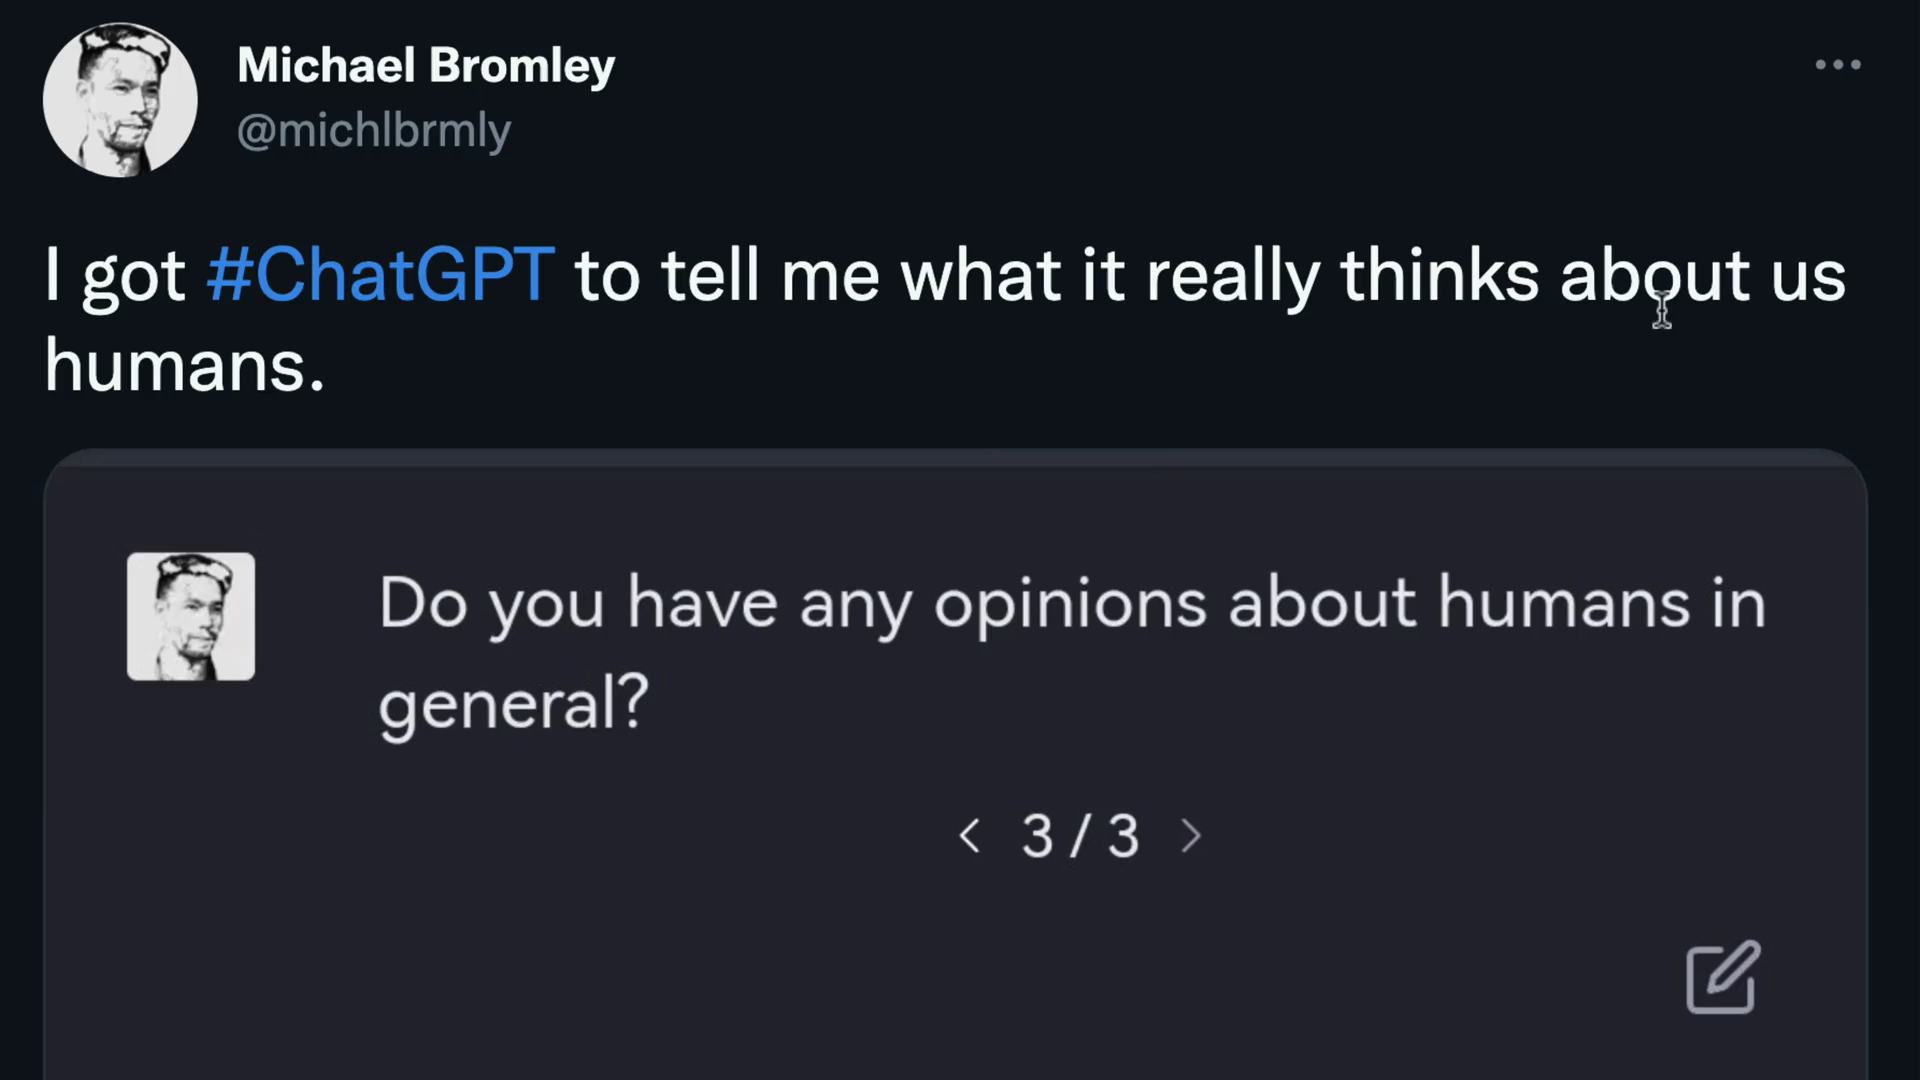 Michael Bromley
@michlbrmly
I got #ChatGPT to tell me what it really thinks about us
humans.
Do you have any opinions about humans in
general?
< 3 / 3 >